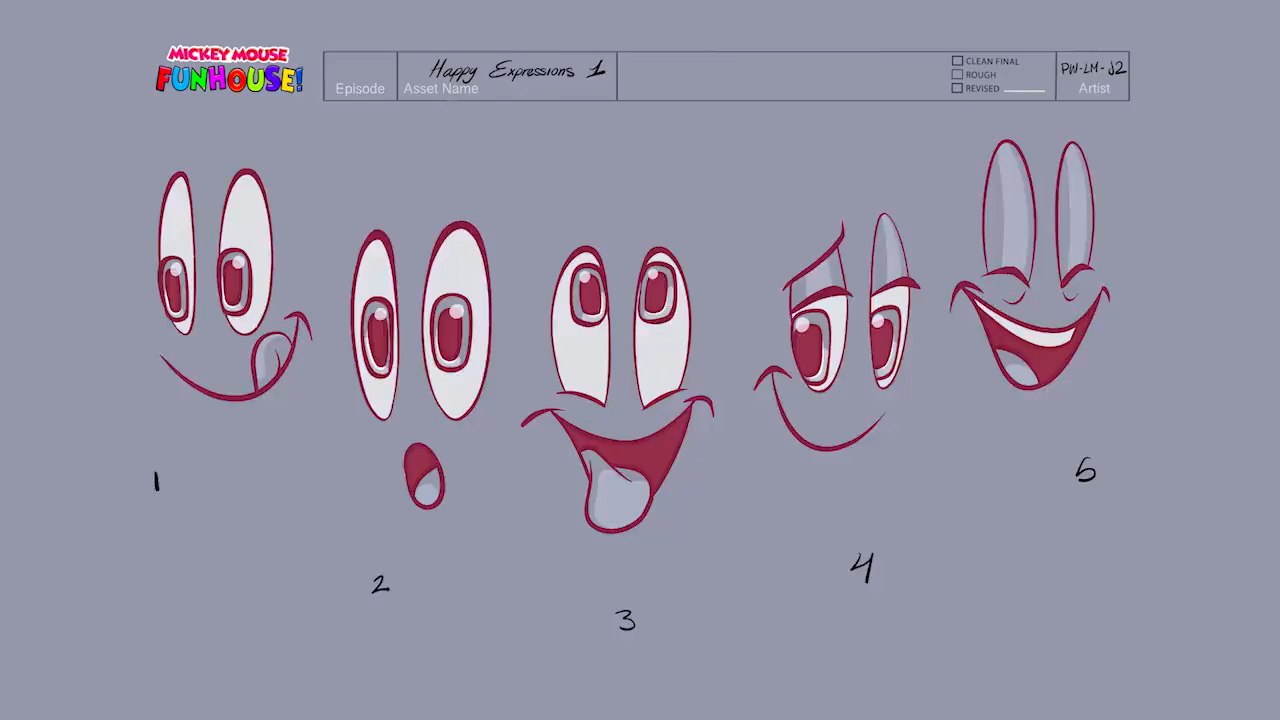 MICKEY MOUSE
FUNHOUSE!
Episode
Happy Expressions 1
Asset Name
CLEAN FINAL
ROUGH
REVISED
PW-LM-J2
Artist
1
2
3
4
5